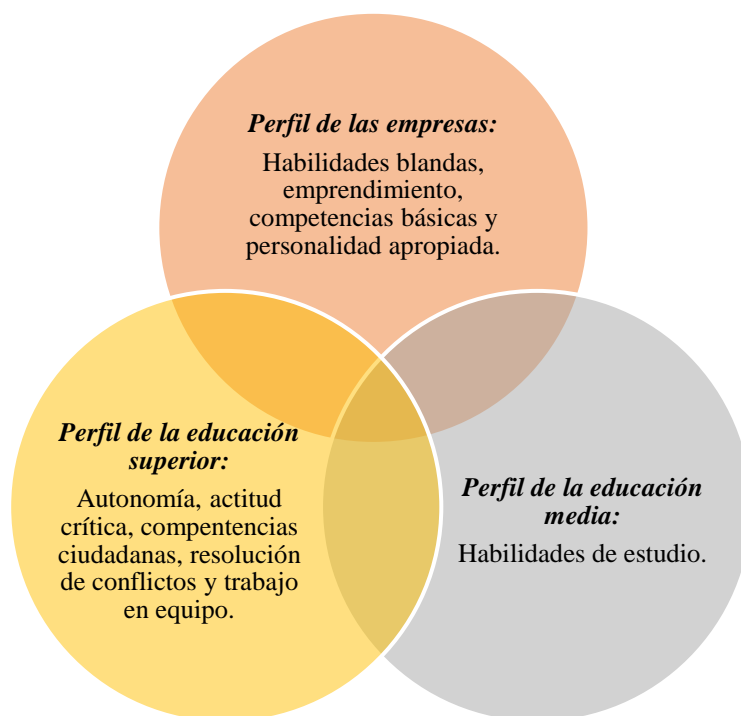 Perfil de las empresas:
Habilidades blandas,
emprendimiento,
competencias básicas y
personalidad apropiada.
Perfil de la educación
superior:
Autonomía, actitud
crítica, compentencias
ciudadanas, resolución
de conflictos y trabajo
en equipo.
Perfil de la educación
media:
Habilidades de estudio.